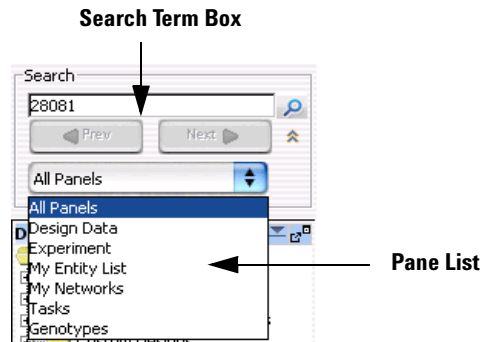 Search Term Box
Search
28081
Prev
Next
All Panels
All Panels
D
Design Data
Experiment
My Entity List
Pane List
My Networks
Tasks
Genotypes